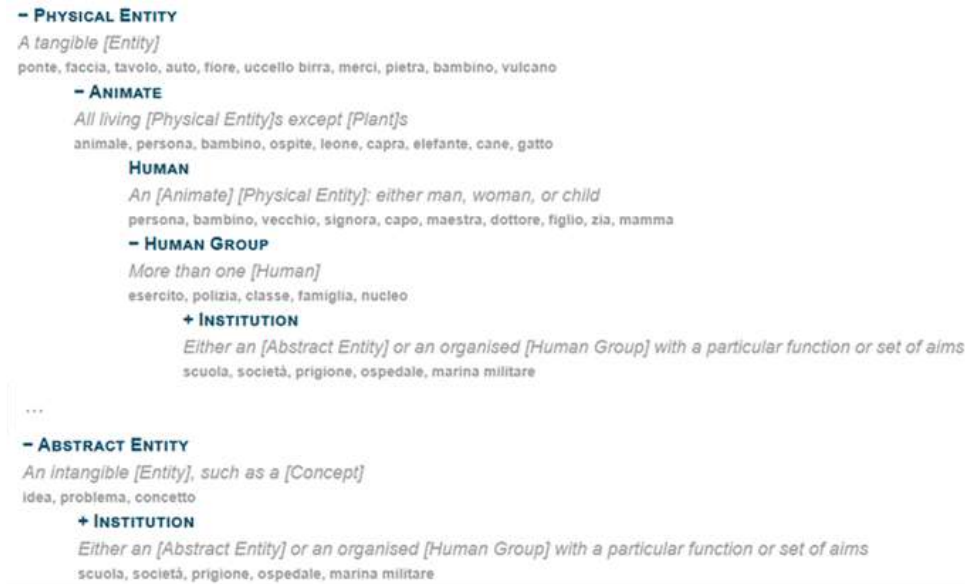 – PHYSICAL ENTITY
A tangible [Entity]
ponte, faccia, tavolo, auto, fiore, uccello birra, merci, pietra, bambino, vulcano
– ANIMATE
All living [Physical Entity]s except [Plant]s
animale, persona, bambino, ospite, leone, capra, elefante, cane, gatto
HUMAN
An [Animate] [Physical Entity]: either man, woman, or child
persona, bambino, vecchio, signora, capo, maestra, dottore, figlio, zia, mamma
– HUMAN GROUP
More than one [Human]
esercito, polizia, classe, famiglia, nucleo
+ INSTITUTION
Either an [Abstract Entity] or an organised [Human Group] with a particular function or set of aims
scuola, società, prigione, ospedale, marina militare
...
– ABSTRACT ENTITY
An intangible [Entity], such as a [Concept]
idea, problema, concetto
+ INSTITUTION
Either an [Abstract Entity] or an organised [Human Group] with a particular function or set of aims
scuola, società, prigione, ospedale, marina militare